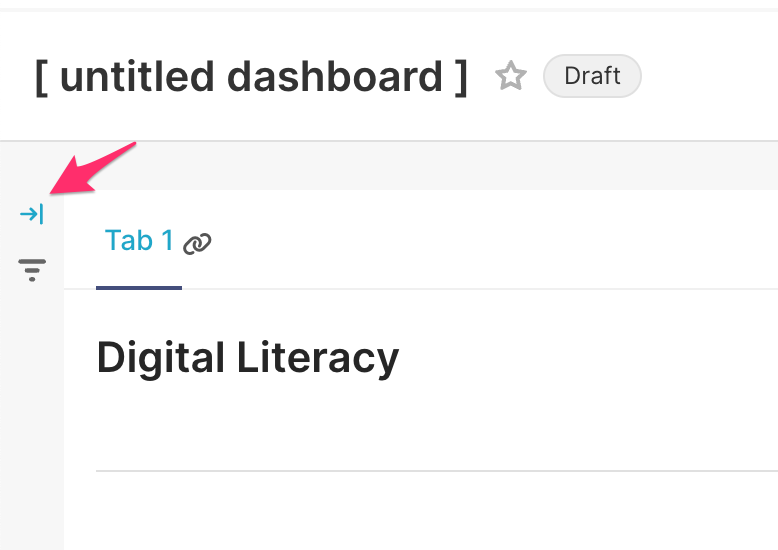 [ untitled dashboard ] Draft
Tab 1
Digital Literacy